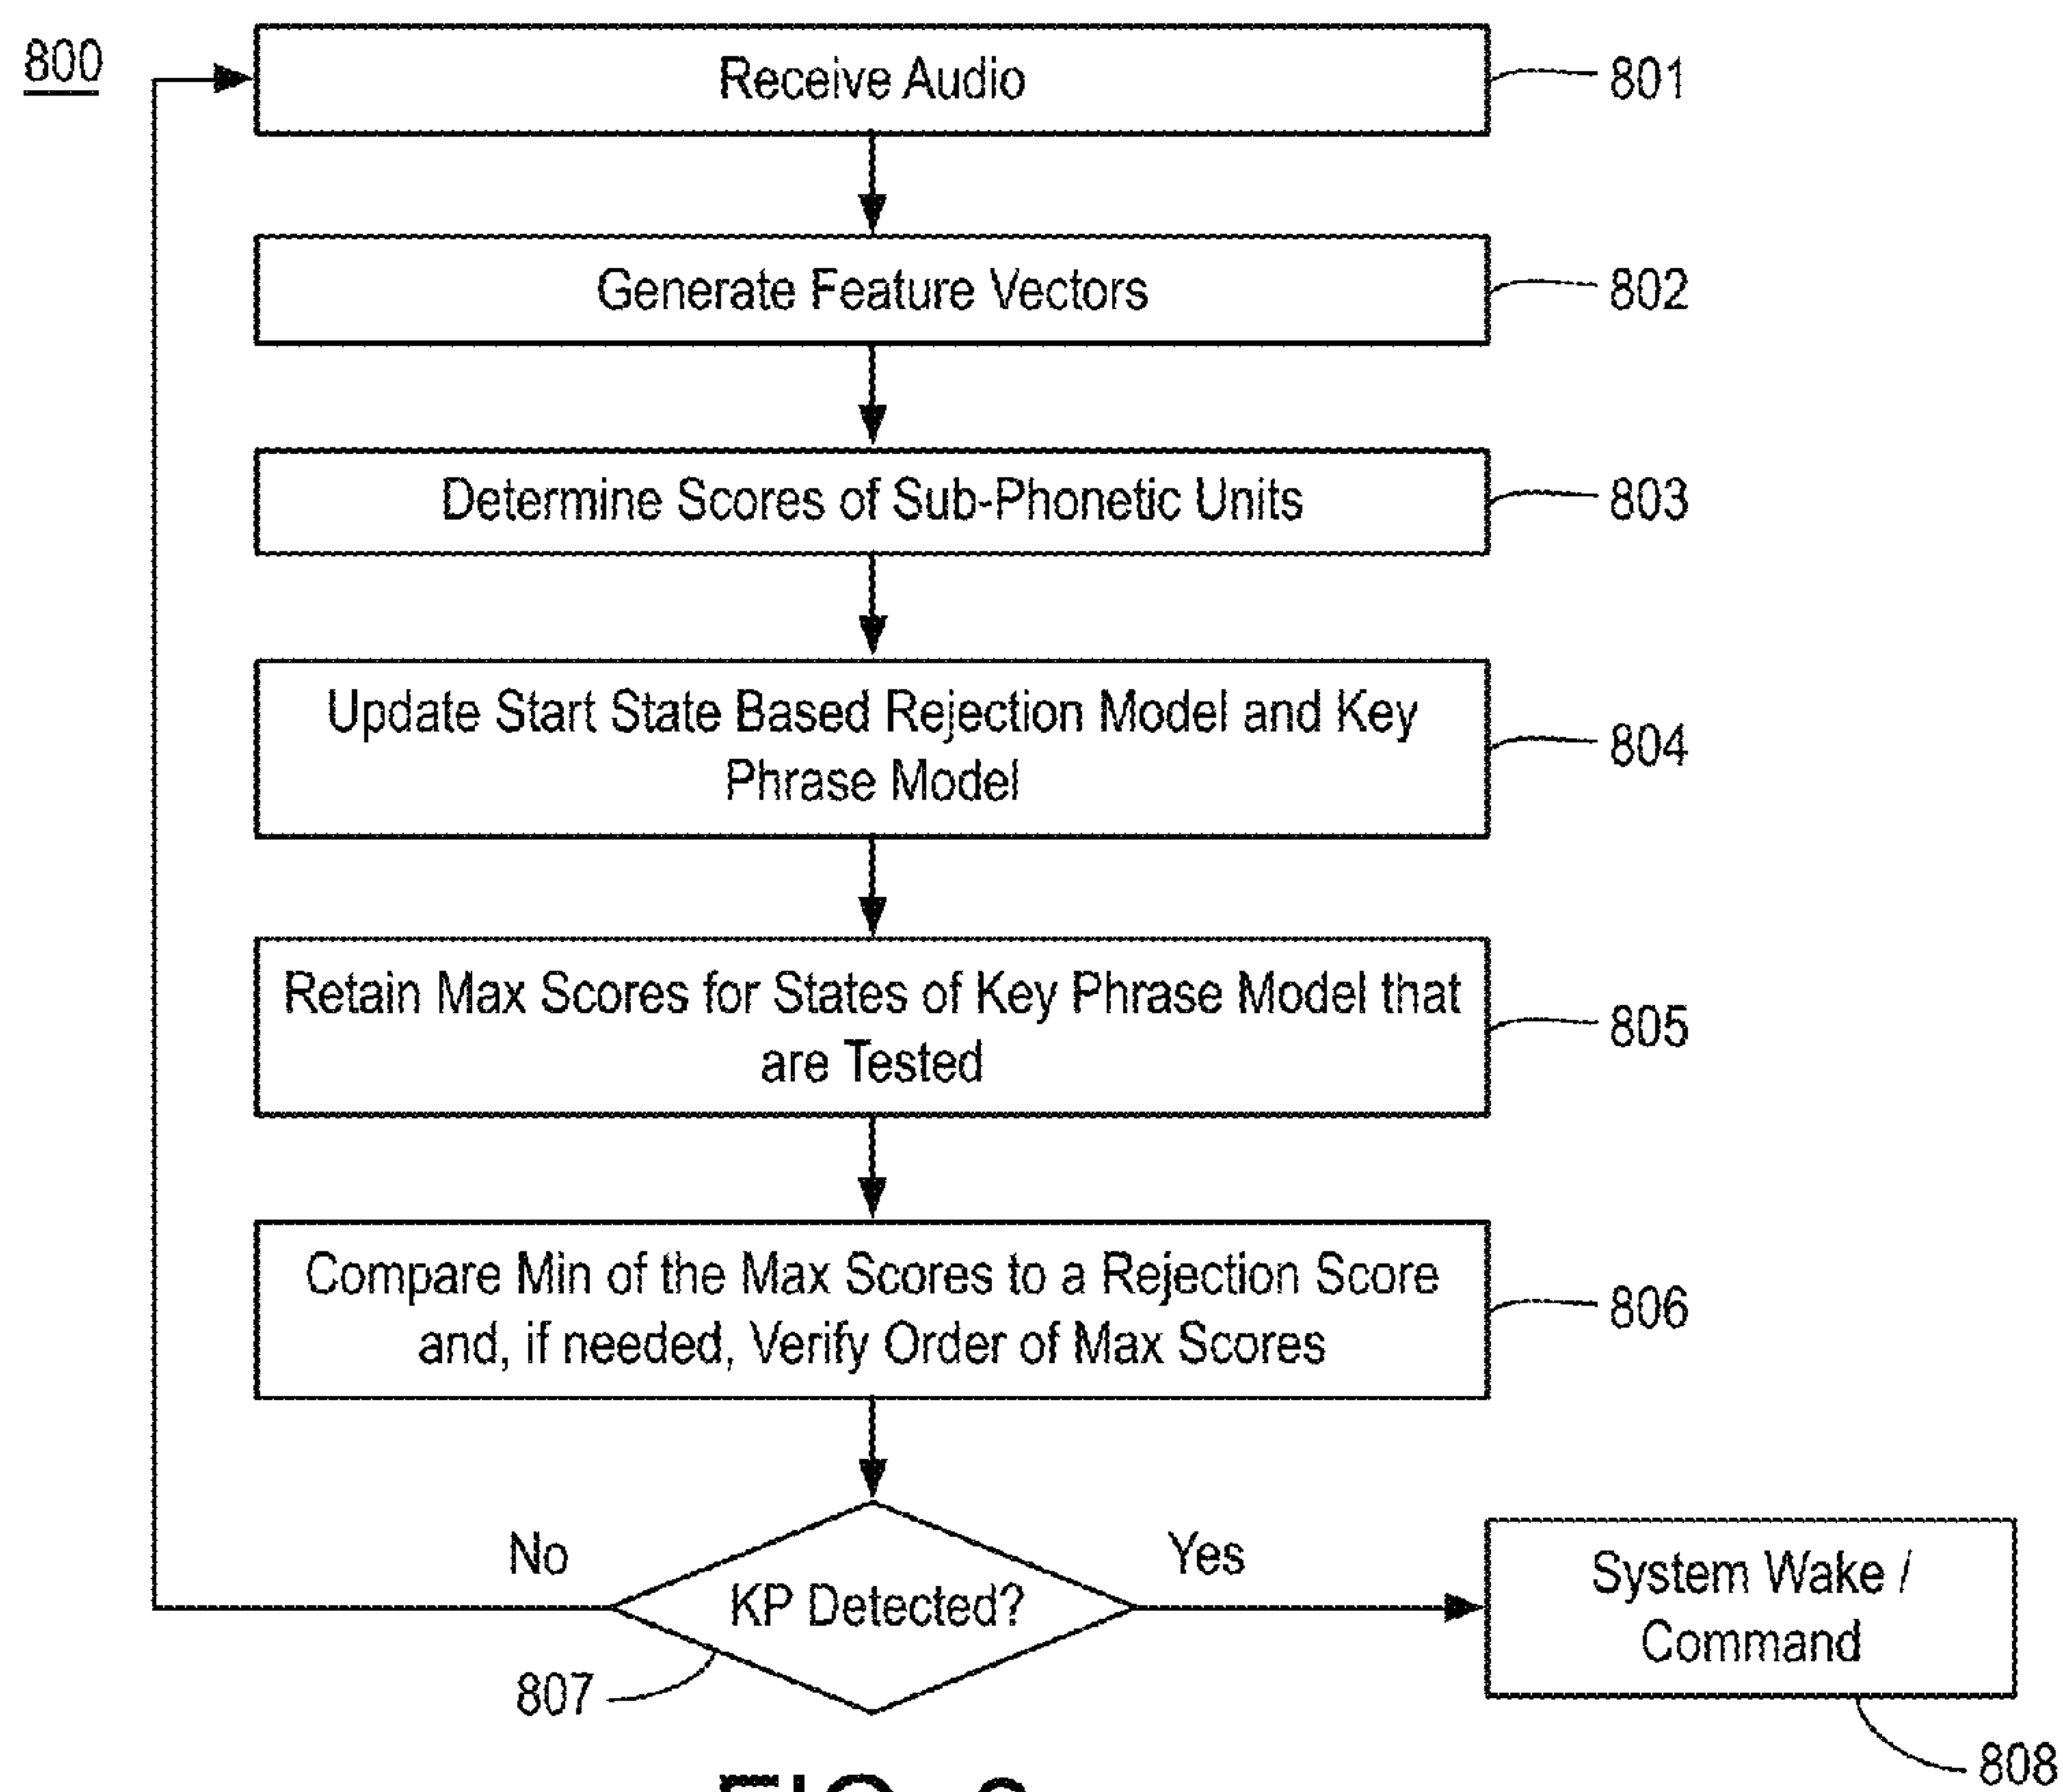 800
Receive Audio
801
Generate Feature Vectors
802
Determine Scores of Sub-Phonetic Units
803
Update Start State Based Rejection Model and Key
Phrase Model
804
Retain Max Scores for States of Key Phrase Model that
are Tested
805
Compare Min of the Max Scores to a Rejection Score
and, if needed, Verify Order of Max Scores
806
No
KP Detected?
Yes
807
System Wake /
Command
808
FIG.